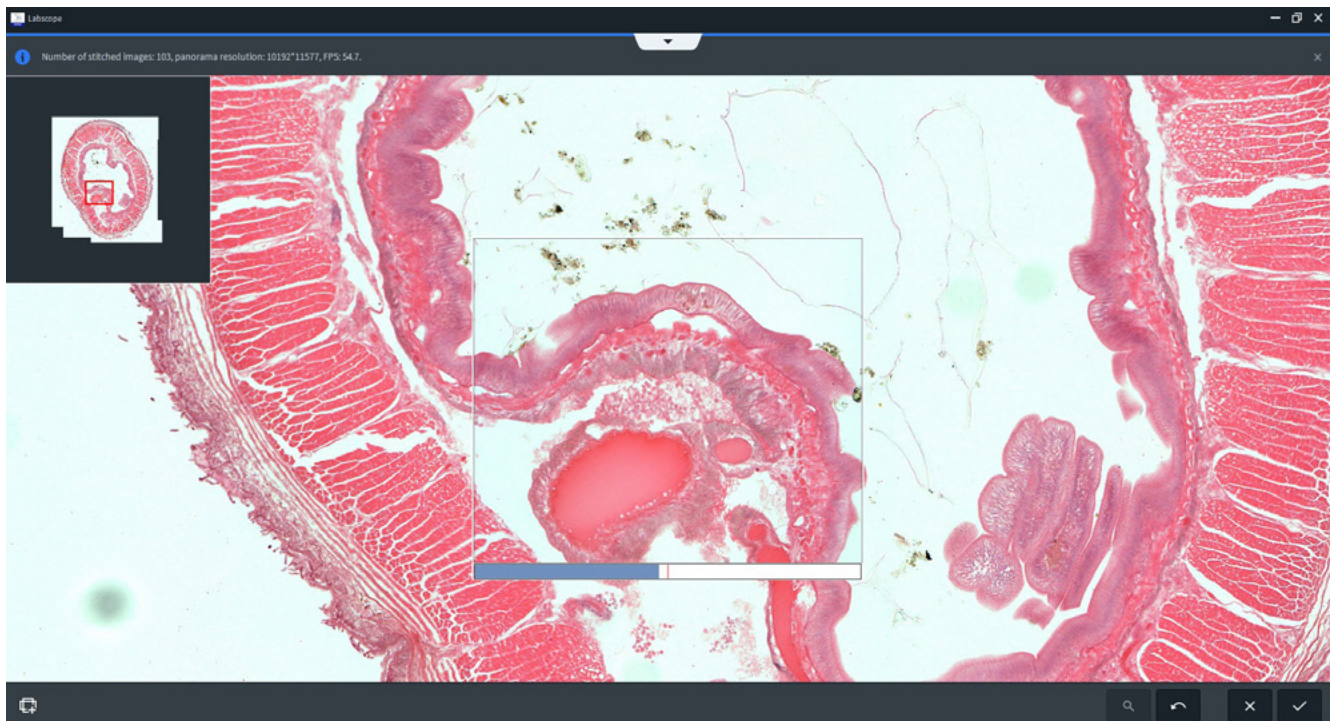 Labscope
Number of stitched images: 103, panorama resolution: 10192*11577, FPS: 54.7.